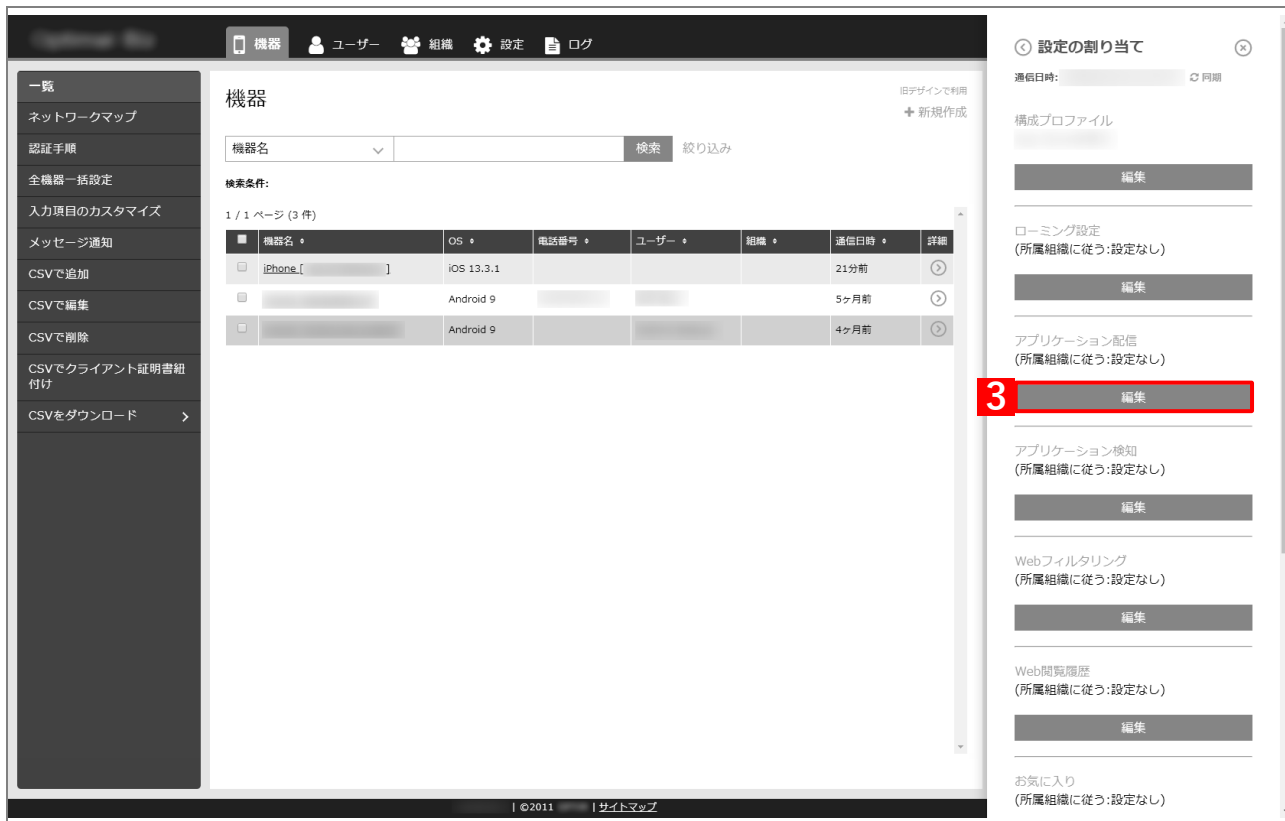 機器
ユーザー
組織
設定
ログ
一覧
ネットワークマップ
認証手順
全機器一括設定
入力項目のカスタマイズ
メッセージ通知
CSVで追加
CSVで編集
CSVで削除
CSVでクライアント証明書紐
付け
CSVをダウンロード
機器
旧デザインで利用
+ 新規作成
機器名
検索
絞り込み
検索条件:
1 / 1 ページ (3 件)
機器名 OS 電話番号 ユーザー 組織 通信日時 詳細
iPhone [ ] iOS 13.3.1 21分前
Android 9 5ヶ月前
Android 9 4ヶ月前
設定の割り当て
通信日時: 同期
構成プロファイル
編集
ローミング設定
(所属組織に従う:設定なし)
編集
アプリケーション配信
(所属組織に従う:設定なし)
3
編集
アプリケーション検知
(所属組織に従う:設定なし)
編集
Webフィルタリング
(所属組織に従う:設定なし)
編集
Web閲覧履歴
(所属組織に従う:設定なし)
編集
お気に入り
(所属組織に従う:設定なし)
| ©2011 | サイトマップ